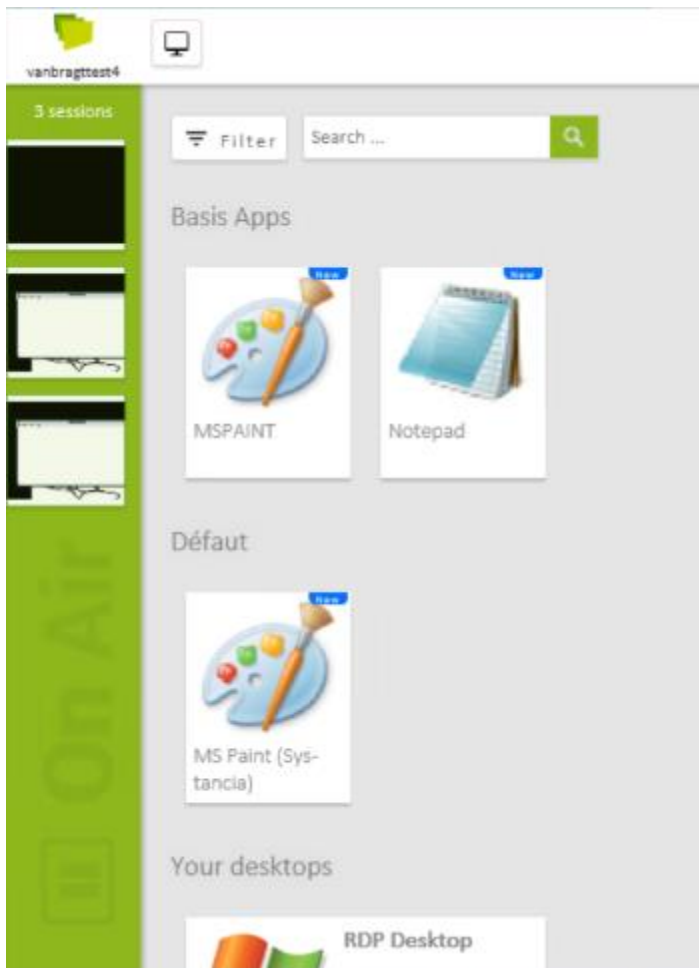 vanbragttest4
3 sessions
Filter
Search ...
Basis Apps
New
New
MSPAINT
Notepad
Défaut
New
MS Paint (Sys-
tancia)
On Air
Your desktops
RDP Desktop